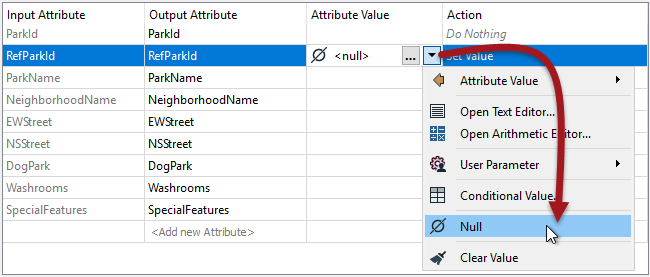 Input Attribute Output Attribute Attribute Value Action
ParkId ParkId Do Nothing
RefParkId RefParkId <null> ... Set Value
ParkName ParkName
NeighborhoodName NeighborhoodName
EWStreet EWStreet
NSStreet NSStreet
DogPark DogPark
Washrooms Washrooms
SpecialFeatures SpecialFeatures
<Add new Attribute>
Attribute Value
Open Text Editor...
Open Arithmetic Editor...
User Parameter
Conditional Value...
Null
Clear Value